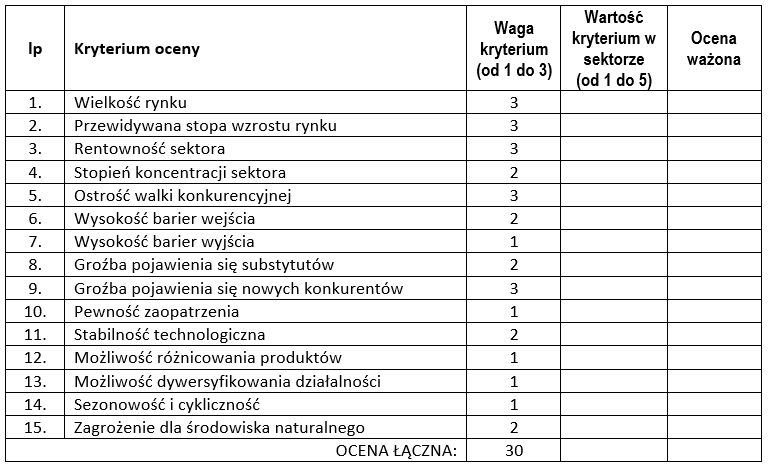 lp Kryterium oceny Waga kryterium (od 1 do 3) Wartość kryterium w sektorze (od 1 do 5) Ocena ważona
1. Wielkość rynku 3
2. Przewidywana stopa wzrostu rynku 3
3. Rentowność sektora 3
4. Stopień koncentracji sektora 2
5. Ostrość walki konkurencyjnej 3
6. Wysokość barier wejścia 2
7. Wysokość barier wyjścia 1
8. Groźba pojawienia się substytutów 2
9. Groźba pojawienia się nowych konkurentów 3
10. Pewność zaopatrzenia 1
11. Stabilność technologiczna 2
12. Możliwość różnicowania produktów 1
13. Możliwość dywersyfikowania działalności 1
14. Sezonowość i cykliczność 1
15. Zagrożenie dla środowiska naturalnego 2
OCENA ŁĄCZNA: 30